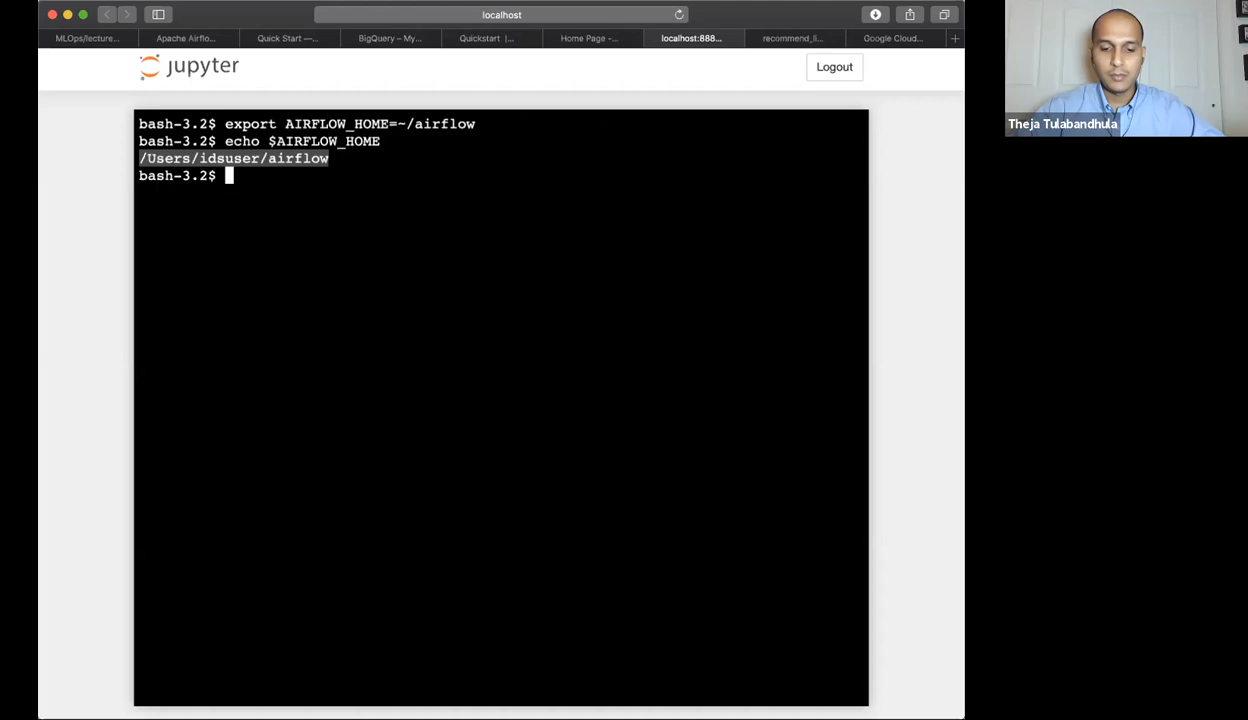 localhost
MLOps/lecture...
Apache Airflo...
Quick Start —...
BigQuery – My...
Quickstart |...
Home Page -...
localhost:888...
recommend_li...
Google Cloud...
jupyter
Logout
bash-3.2$ export AIRFLOW_HOME=~/airflow
bash-3.2$ echo $AIRFLOW_HOME
/Users/idsuser/airflow
bash-3.2$
Theja Tulabandhula